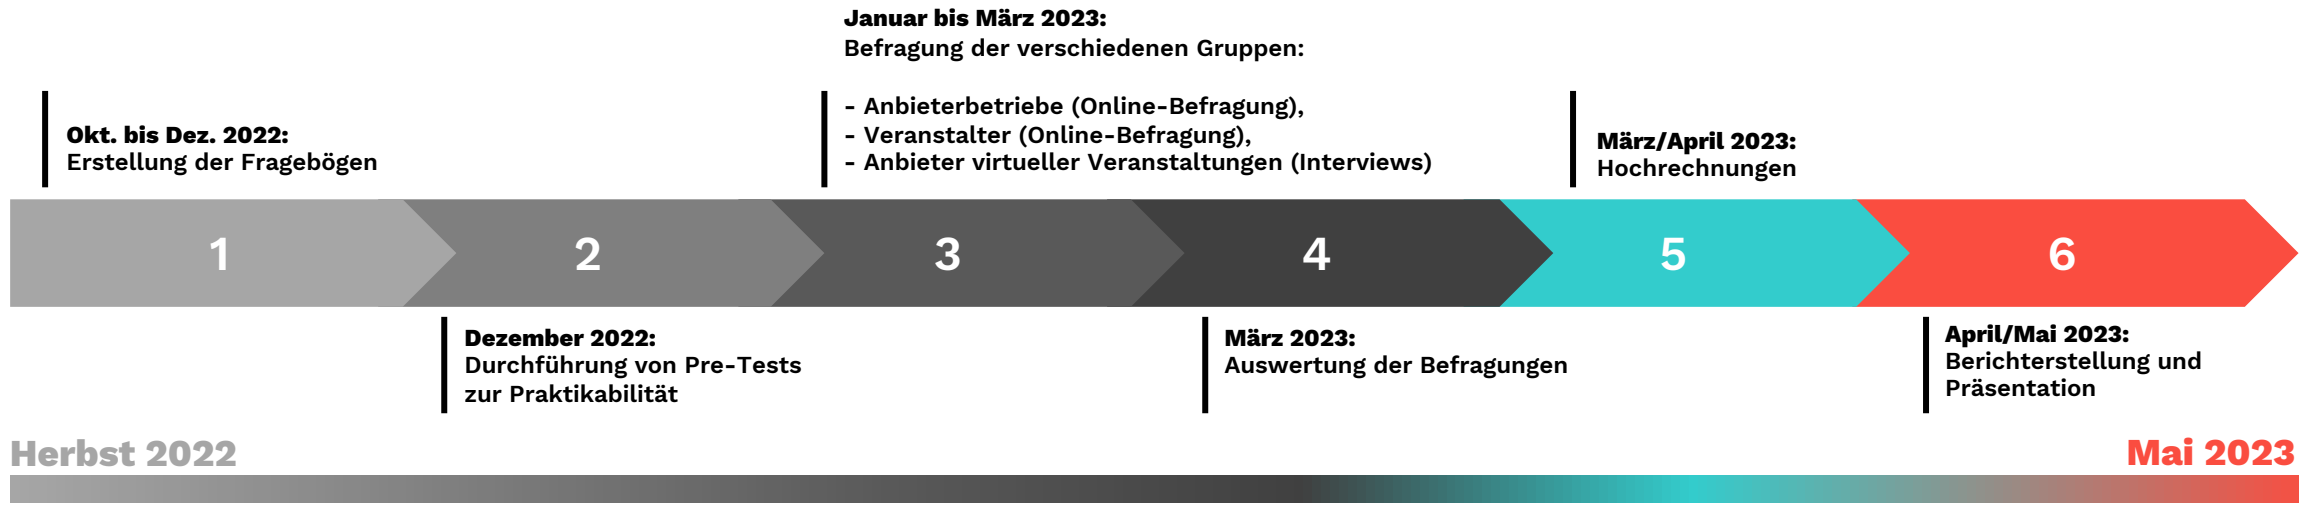 Januar bis März 2023:
Befragung der verschiedenen Gruppen:
- Anbieterbetriebe (Online-Befragung),
- Veranstalter (Online-Befragung),
- Anbieter virtueller Veranstaltungen (Interviews)
Okt. bis Dez. 2022:
Erstellung der Fragebögen
März/April 2023:
Hochrechnungen
1
2
3
4
5
6
Dezember 2022:
Durchführung von Pre-Tests
zur Praktikabilität
März 2023:
Auswertung der Befragungen
April/Mai 2023:
Berichterstellung und
Präsentation
Herbst 2022
Mai 2023